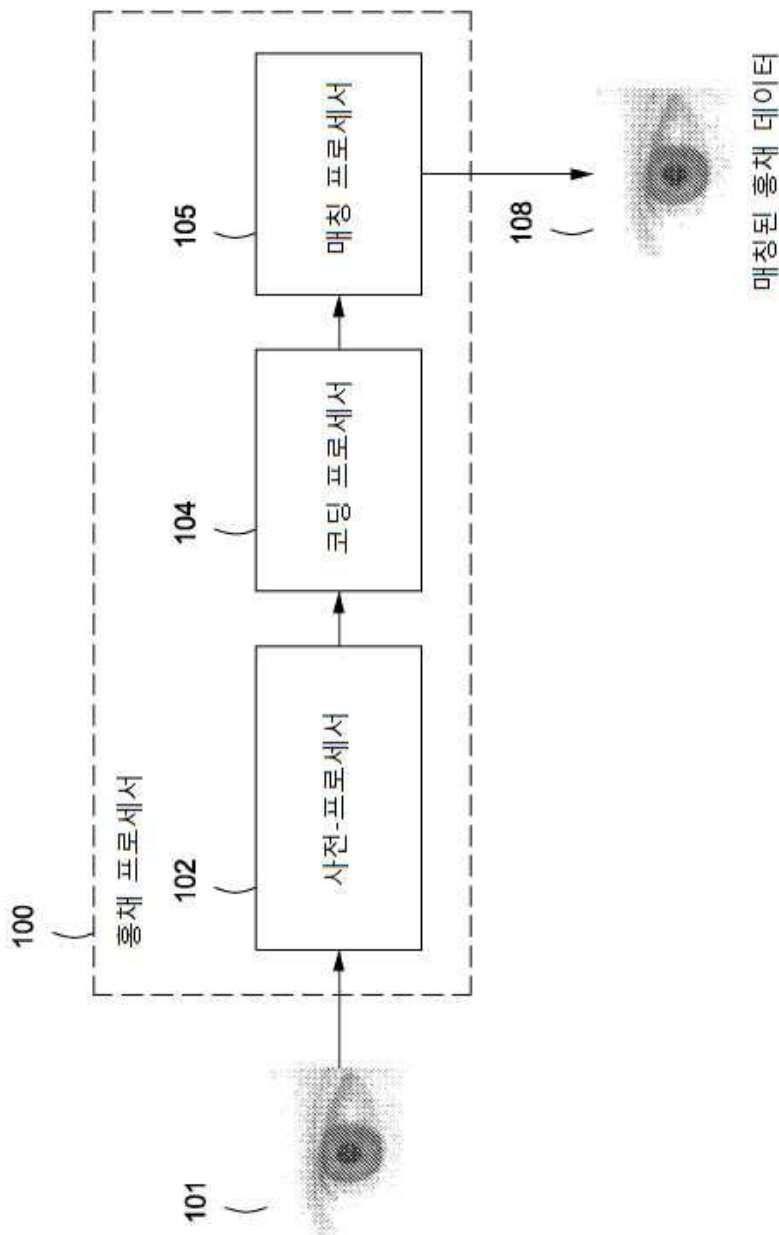 100
홍채 프로세서
101
102
사전-프로세서
104
코딩 프로세서
105
매칭 프로세서
108
매칭된 홍채 데이터